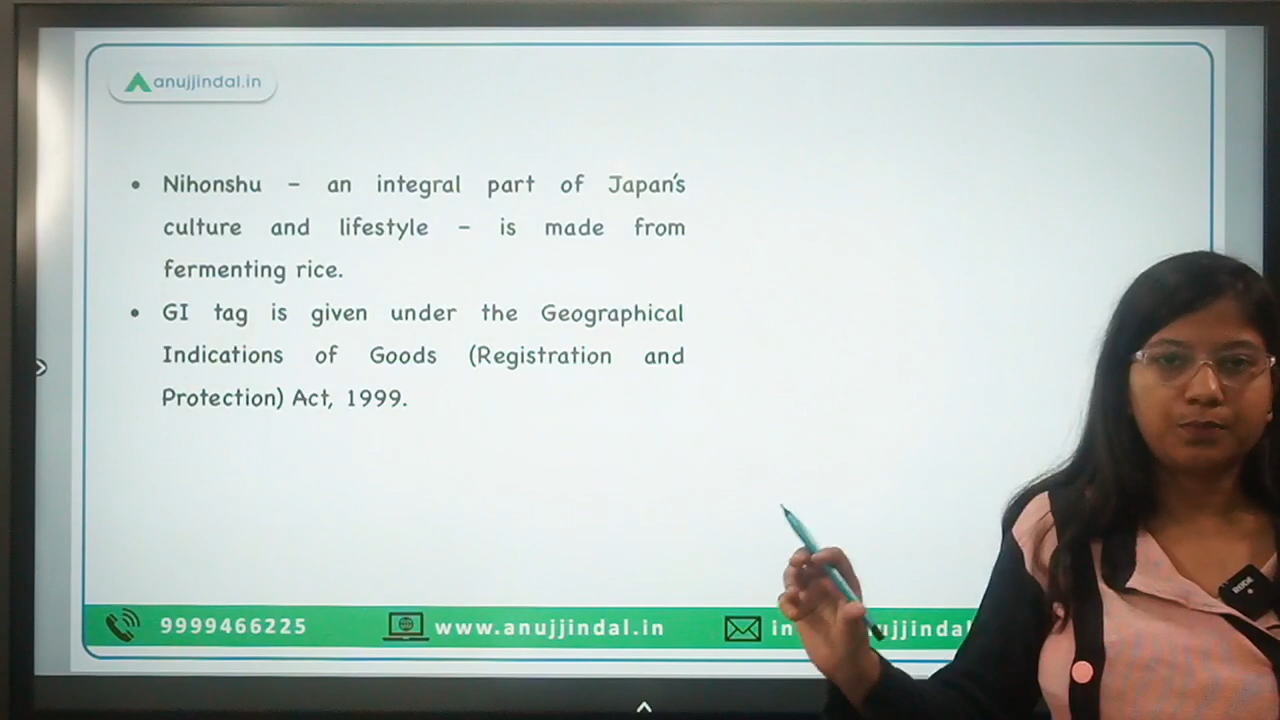 anujjindal.in
• Nihonshu – an integral part of Japan's
culture and lifestyle – is made from
fermenting rice.
• GI tag is given under the Geographical
Indications of Goods (Registration and
Protection) Act, 1999.
RODE
9999466225
www.anujjindal.in